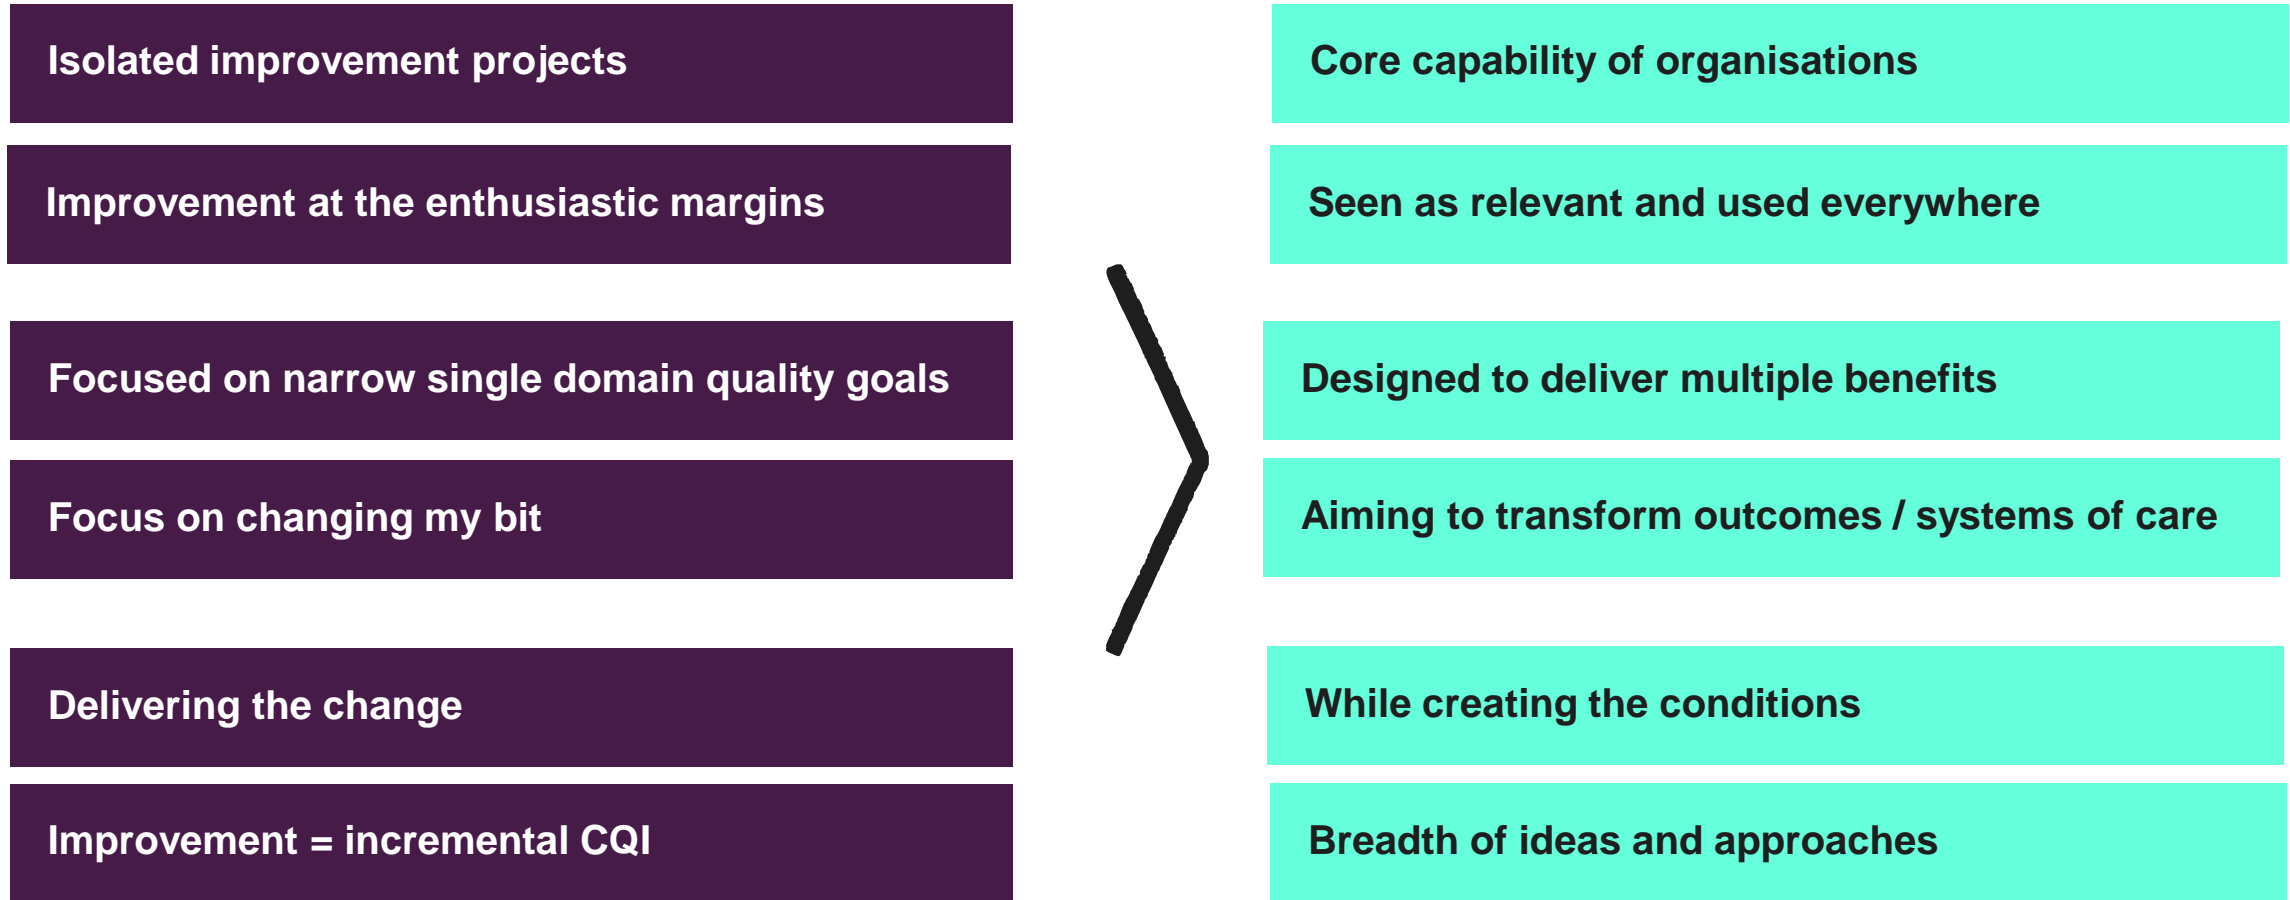 Isolated improvement projects
Core capability of organisations
Improvement at the enthusiastic margins
Seen as relevant and used everywhere
Focused on narrow single domain quality goals
Designed to deliver multiple benefits
Focus on changing my bit
Aiming to transform outcomes / systems of care
Delivering the change
While creating the conditions
Improvement = incremental CQI
Breadth of ideas and approaches